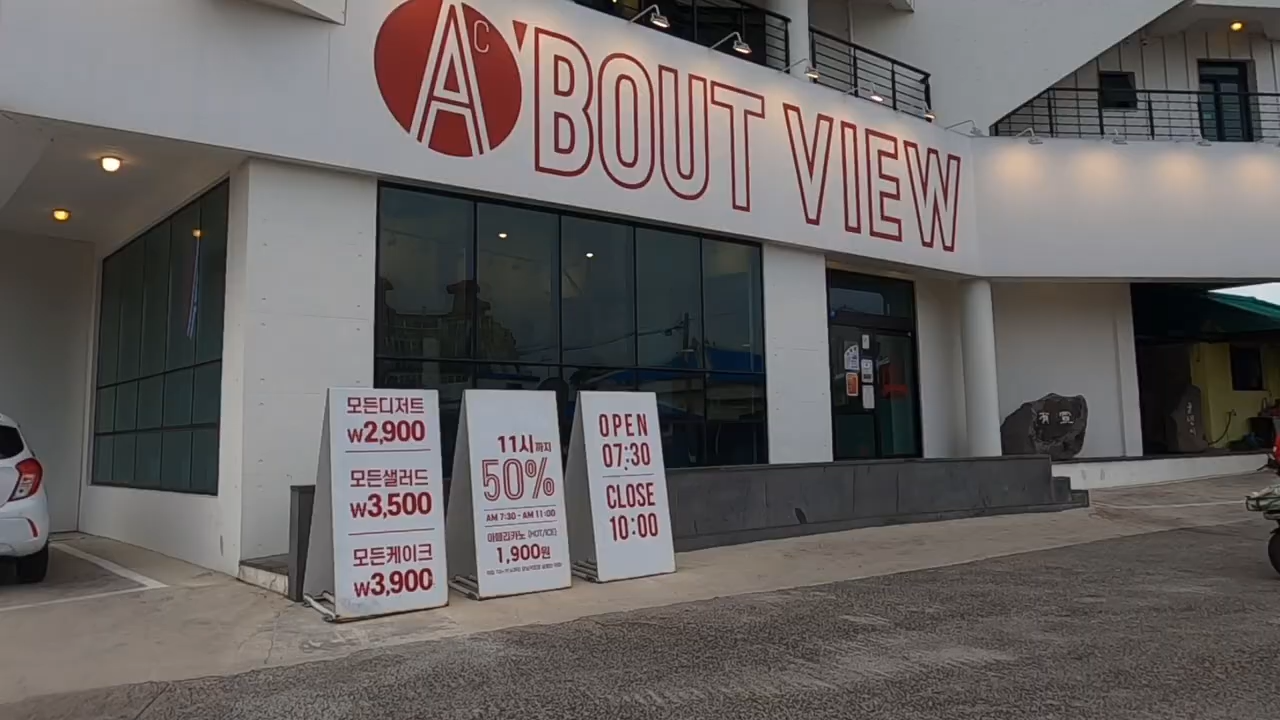 A'BOUT VIEW
C
모든디저트
₩2,900
모든샐러드
₩3,500
모든케이크
₩3,900
11시까지
50%
AM 7:30 - AM 11:00
아메리카노 (HOT/ICE)
1,900원
OPEN
07:30
CLOSE
10:00